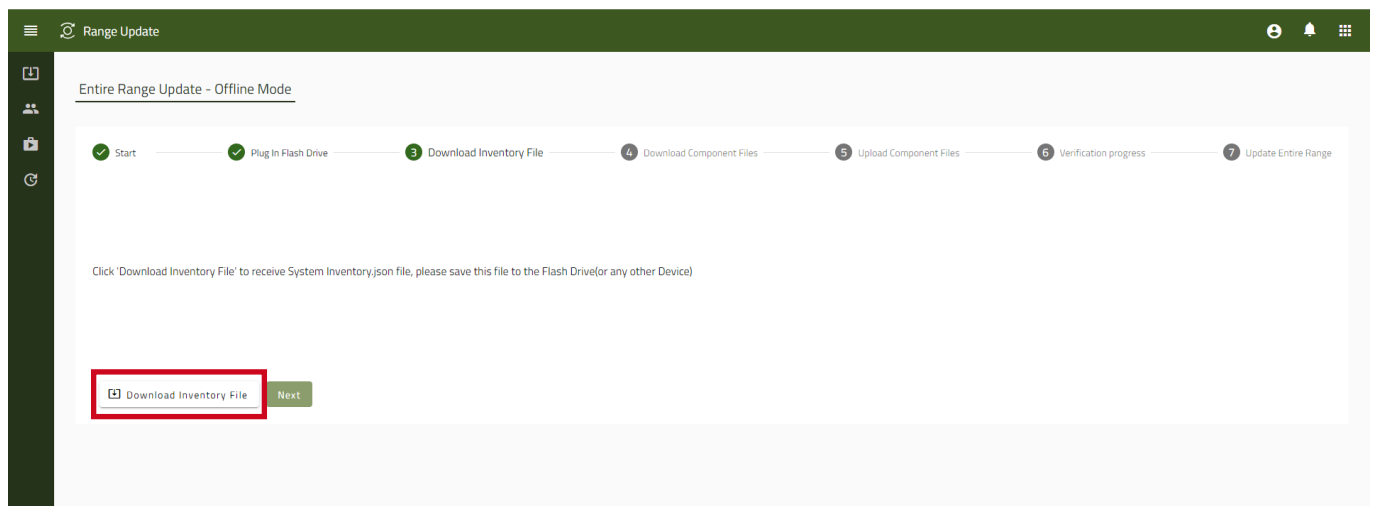 Range Update
Entire Range Update - Offline Mode
Start
Plug In Flash Drive
3 Download Inventory File
4 Download Component Files
5 Upload Component Files
6 Verification progress
7 Update Entire Range
Click 'Download Inventory File' to receive System Inventory.json file, please save this file to the Flash Drive(or any other Device)
Download Inventory File
Next